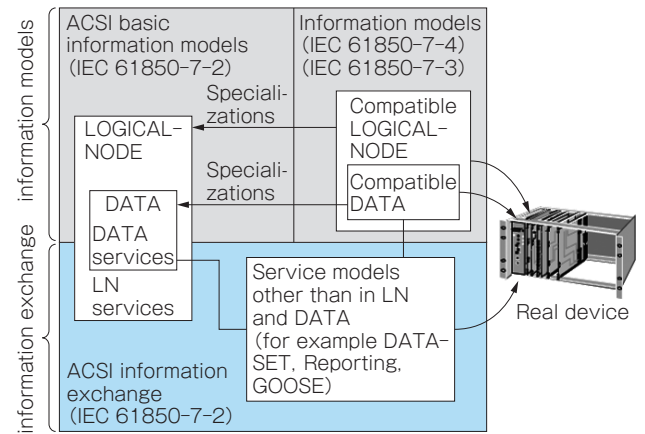 information models
information exchange
ACSI basic
information models
(IEC 61850-7-2)
Information models
(IEC 61850-7-4)
(IEC 61850-7-3)
Speciali-
zations
LOGICAL-
NODE
Compatible
LOGICAL-
NODE
Speciali-
zations
Compatible
DATA
DATA
DATA
services
LN
services
Service models
other than in LN
and DATA
(for example DATA-
SET, Reporting,
GOOSE)
Real device
ACSI information
exchange
(IEC 61850-7-2)